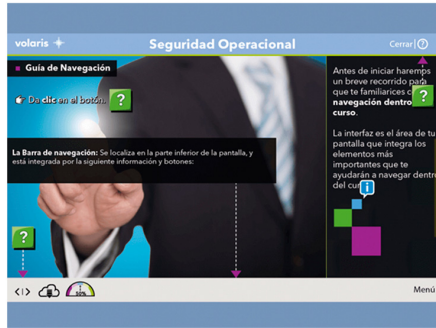 volaris
Seguridad Operacional
Cerrar|?
Guía de Navegación
Da clic en el botón.
?
La Barra de navegación: Se localiza en la parte inferior de la pantalla, y
está integrada por la siguiente información y botones:
?
Antes de iniciar haremos
un breve recorrido para
que te familiarices
?
navegación dentro
curso.
La interfaz es el área de tu
pantalla que integra los
elementos más
importantes que te
ayudarán a navegar dentro
del
i
50%
Menú